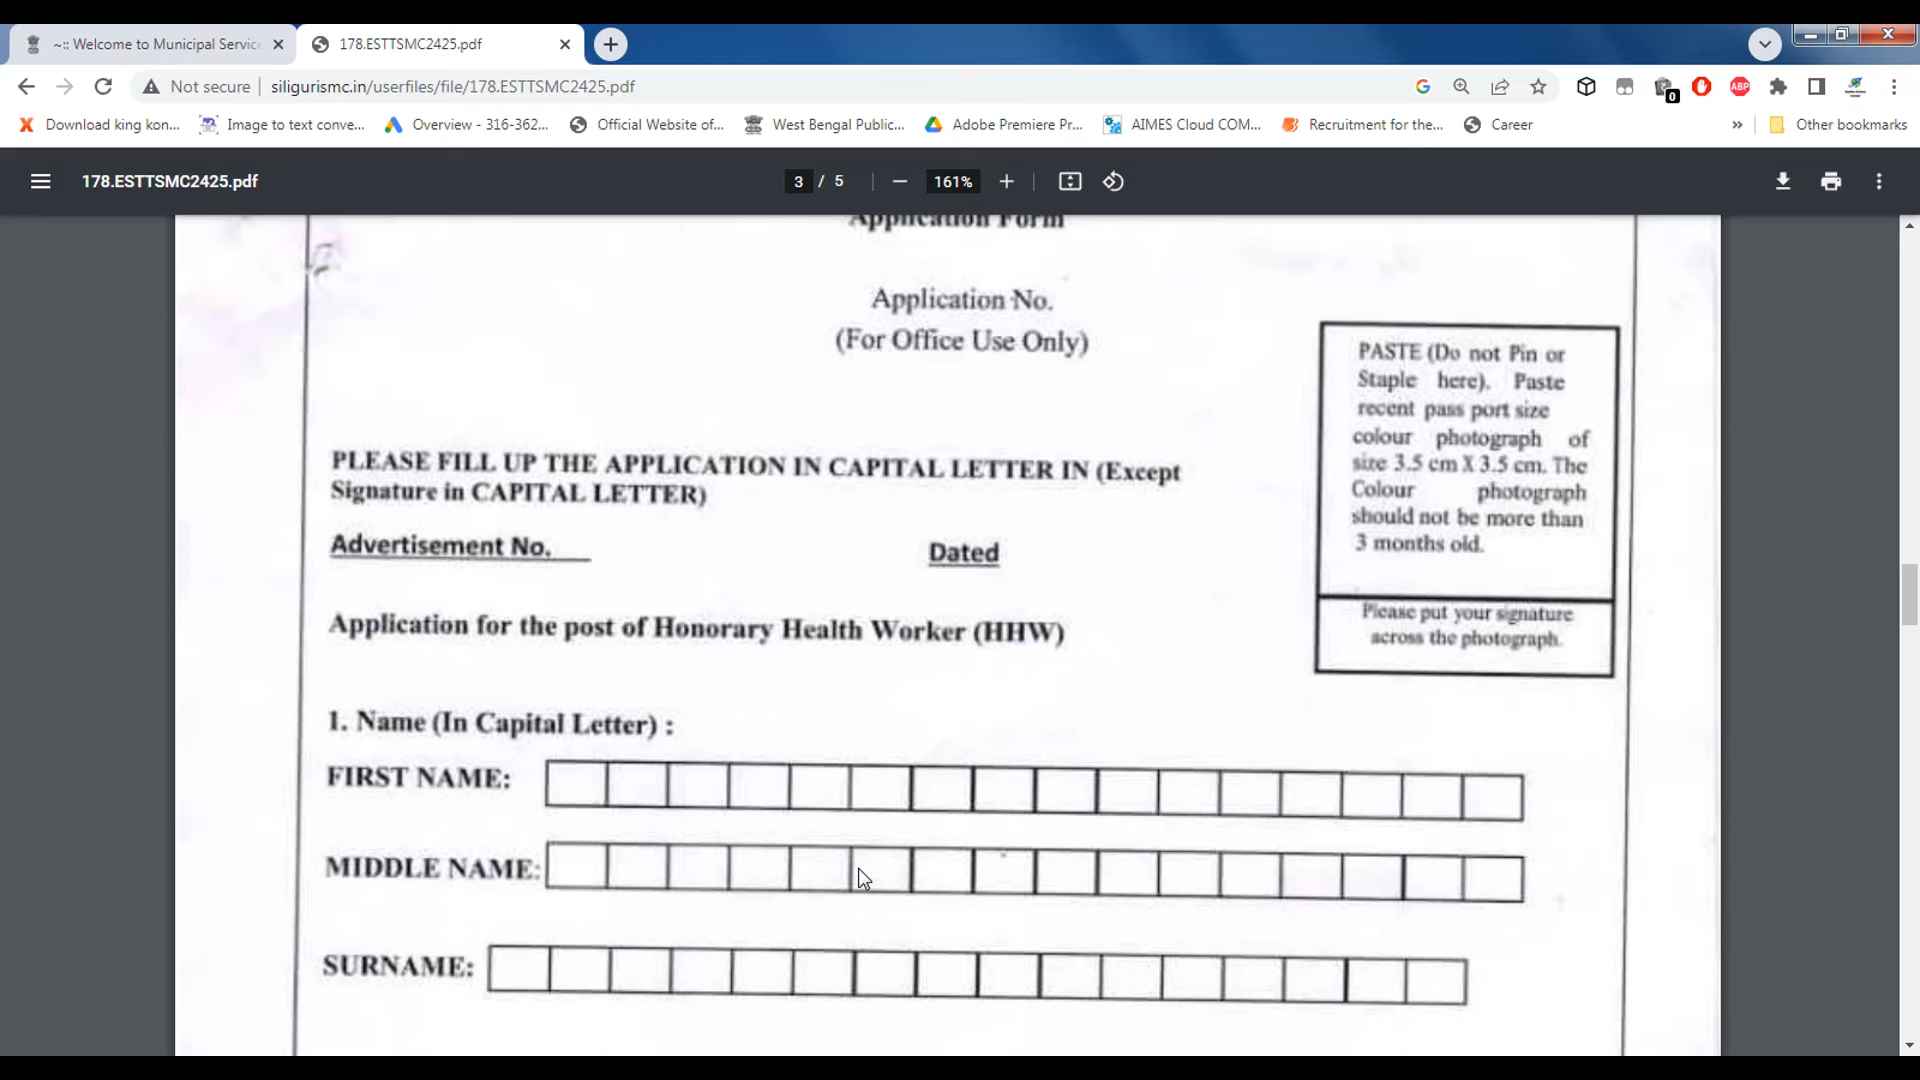 ~:: Welcome to Municipal Service
178.ESTTSMC2425.pdf
Not secure
siligurismc.in/userfiles/file/178.ESTTSMC2425.pdf
0
ABP
Download king kon...
Image to text conve...
Overview - 316-362...
Official Website of...
West Bengal Public...
Adobe Premiere Pr...
AIMES Cloud COM...
Recruitment for the...
Career
»
Other bookmarks
178.ESTTSMC2425.pdf
3 / 5
161%
Application Form
Application No.
(For Office Use Only)
PASTE (Do not Pin or
Staple here). Paste
recent pass port size
colour photograph of
size 3.5 cm X 3.5 cm. The
Colour photograph
should not be more than
3 months old.
Please put your signature
across the photograph.
PLEASE FILL UP THE APPLICATION IN CAPITAL LETTER IN (Except
Signature in CAPITAL LETTER)
Advertisement No.
Dated
Application for the post of Honorary Health Worker (HHW)
1. Name (In Capital Letter) :
FIRST NAME:
MIDDLE NAME:
SURNAME: